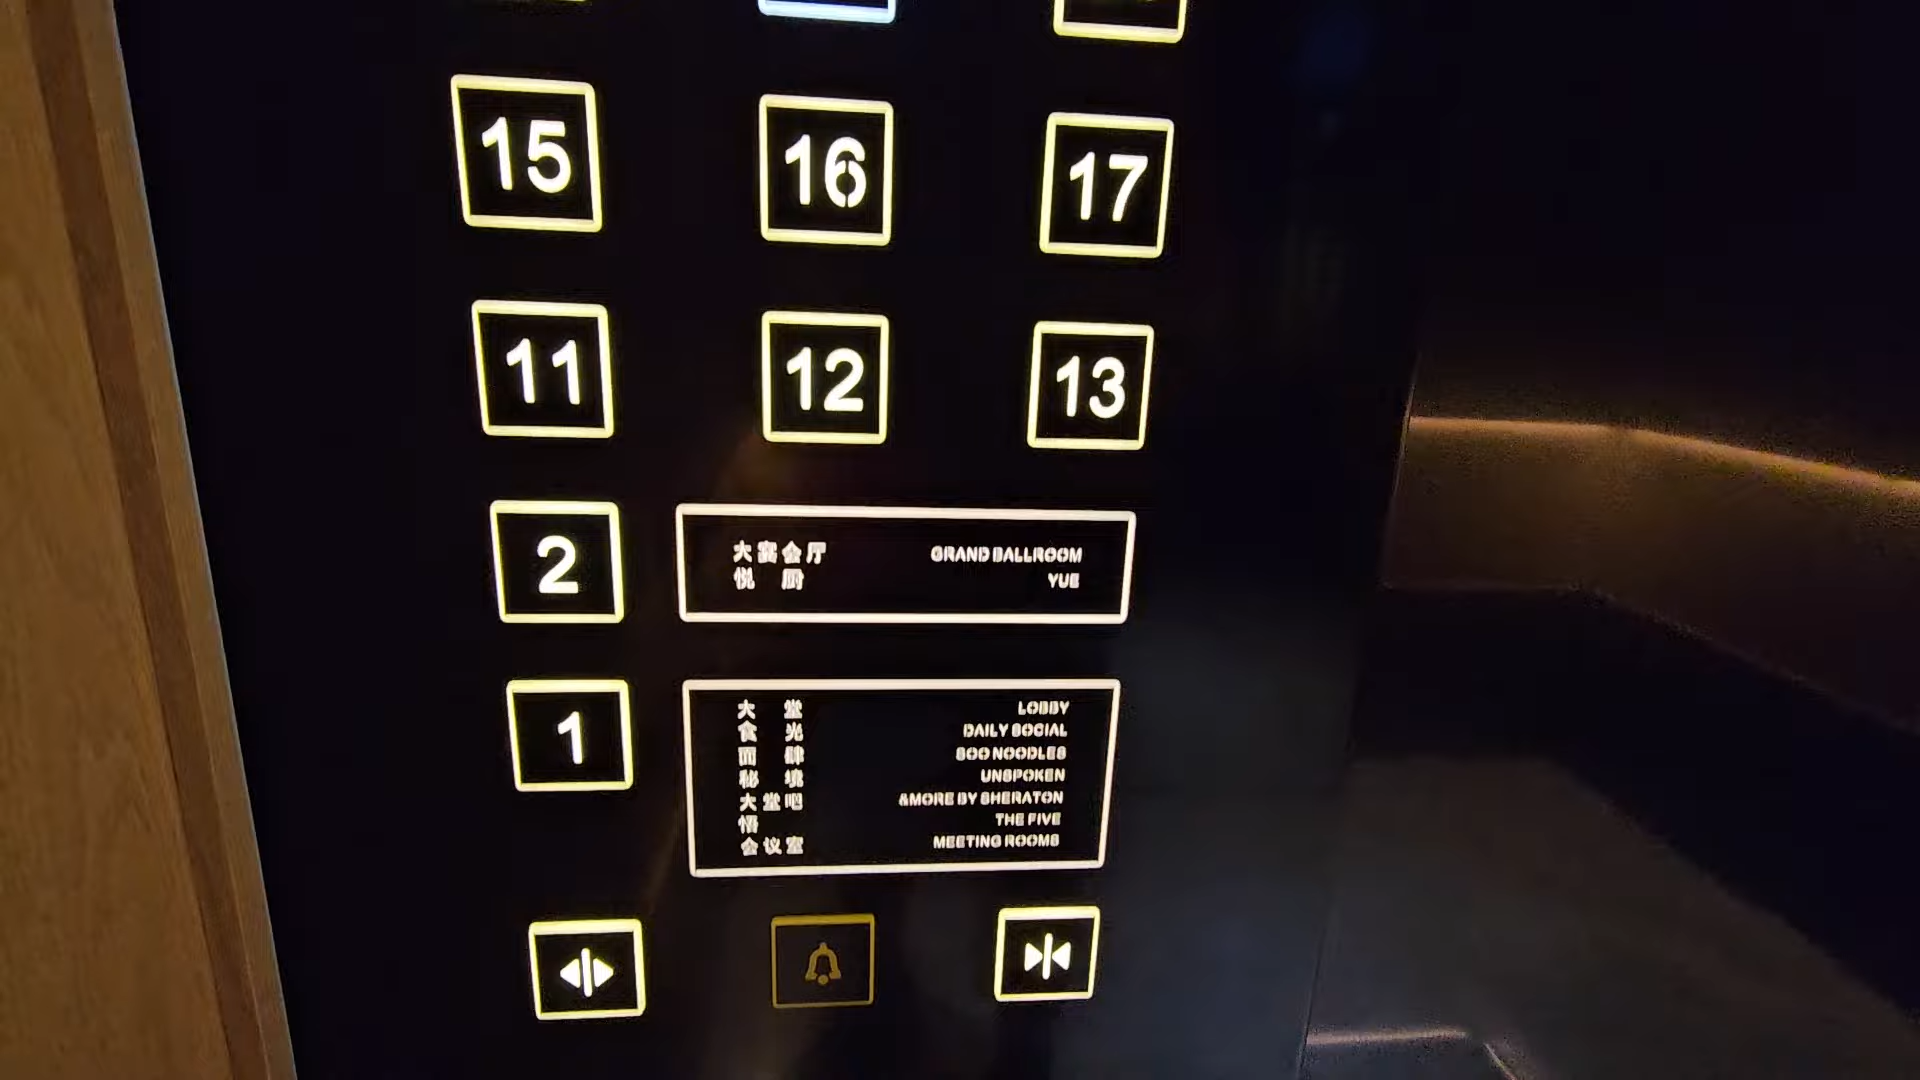 15 16 17
11 12 13
2
大宴会厅 GRAND BALLROOM
悦厨 YUE
1
大堂 LOBBY
食光 DAILY SOCIAL
面肆 SOO NOODLES
秘境 UNSPOKEN
大堂吧 &MORE BY SHERATON
悟 THE FIVE
会议室 MEETING ROOMS